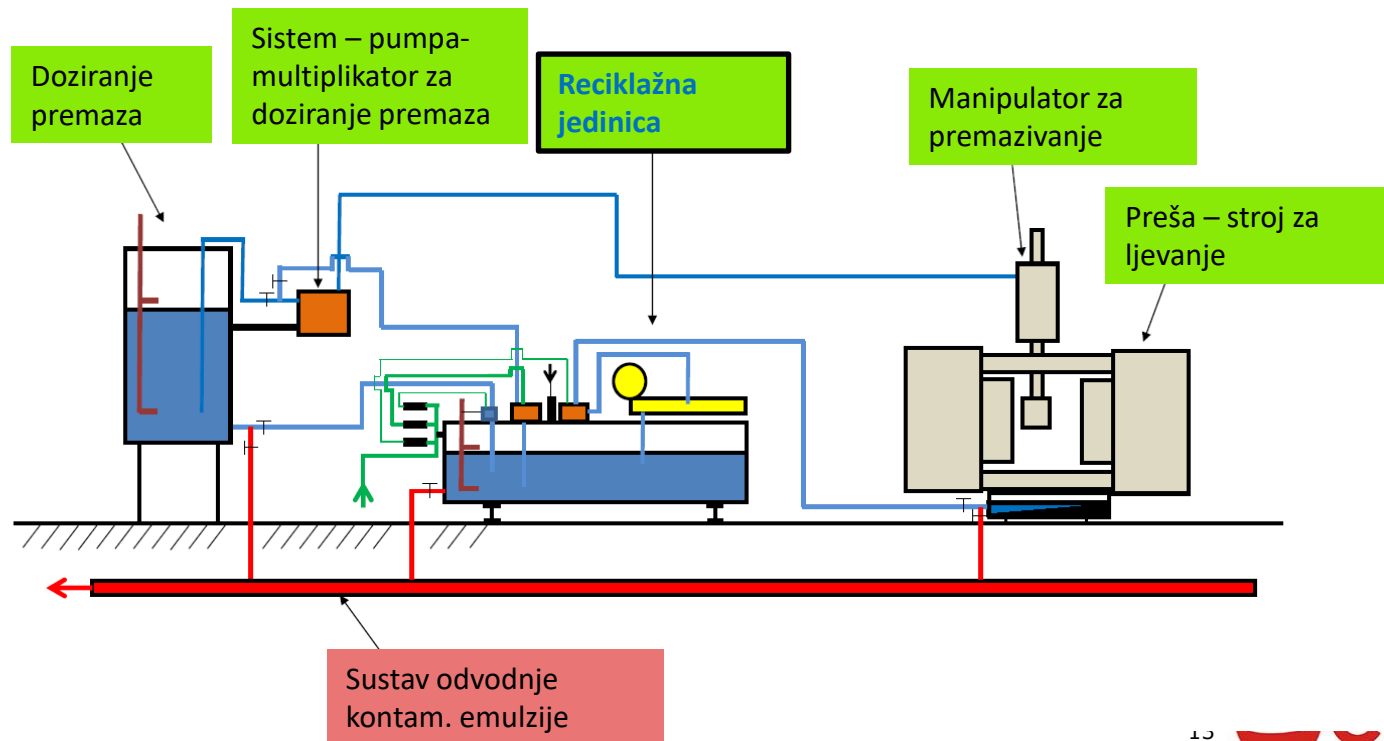 Doziranje
premaza
Sistem – pumpa-
multiplikator za
doziranje premaza
Reciklažna
jedinica
Manipulator za
premazivanje
Preša – stroj za
ljevanje
Sustav odvodnje
kontam. emulzije